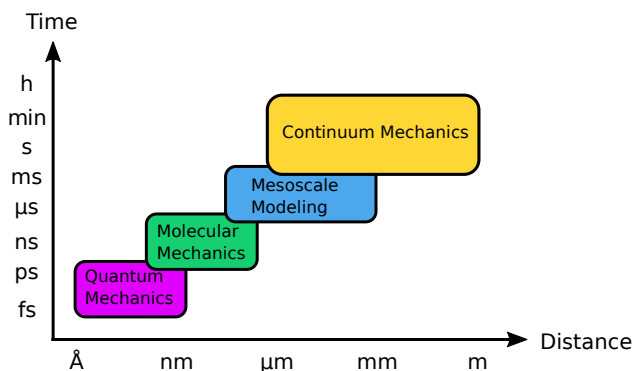 Time
h
min
s
ms
μs
ns
ps
fs
Continuum Mechanics
Mesoscale
Modeling
Molecular
Mechanics
Quantum
Mechanics
Distance
Å
nm
μm
mm
m